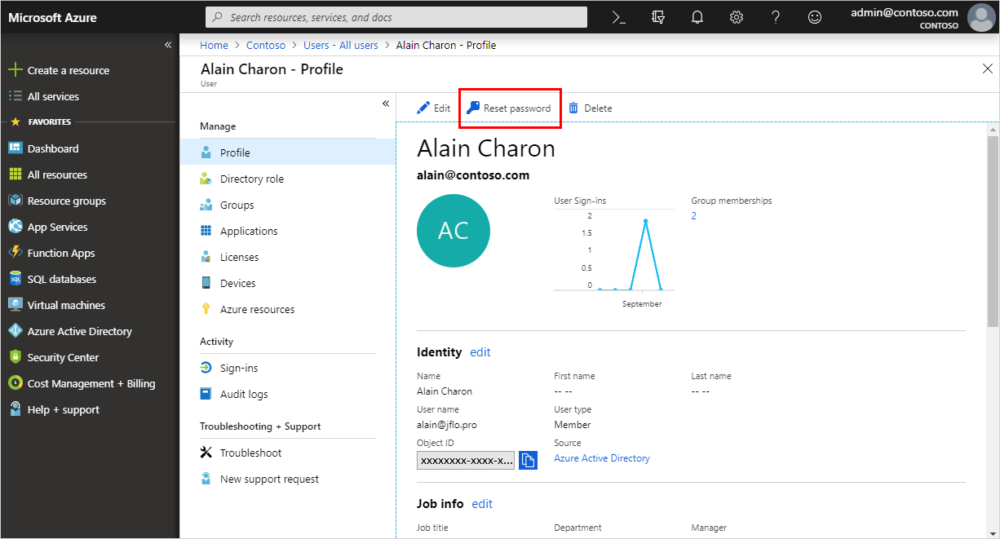 Microsoft Azure
Search resources, services, and docs
admin@contoso.com
CONTOSO
Create a resource
All services
FAVORITES
Dashboard
All resources
Resource groups
App Services
Function Apps
SQL databases
Virtual machines
Azure Active Directory
Security Center
Cost Management + Billing
Help + support
Home > Contoso > Users - All users > Alain Charon - Profile
Alain Charon - Profile
User
Manage
Profile
Directory role
Groups
Applications
Licenses
Devices
Azure resources
Activity
Sign-ins
Audit logs
Troubleshooting + Support
Troubleshoot
New support request
Edit Reset password Delete
Alain Charon
alain@contoso.com
AC
User Sign-ins
2
1.5
1
0.5
0
September
Group memberships
2
Identity edit
Name First name Last name
Alain Charon -- -- -- --
User name User type
alain@jflo.pro Member
Object ID Source
xxxxxxxx-xxxx-x... Azure Active Directory
Job info edit
Job title Department Manager